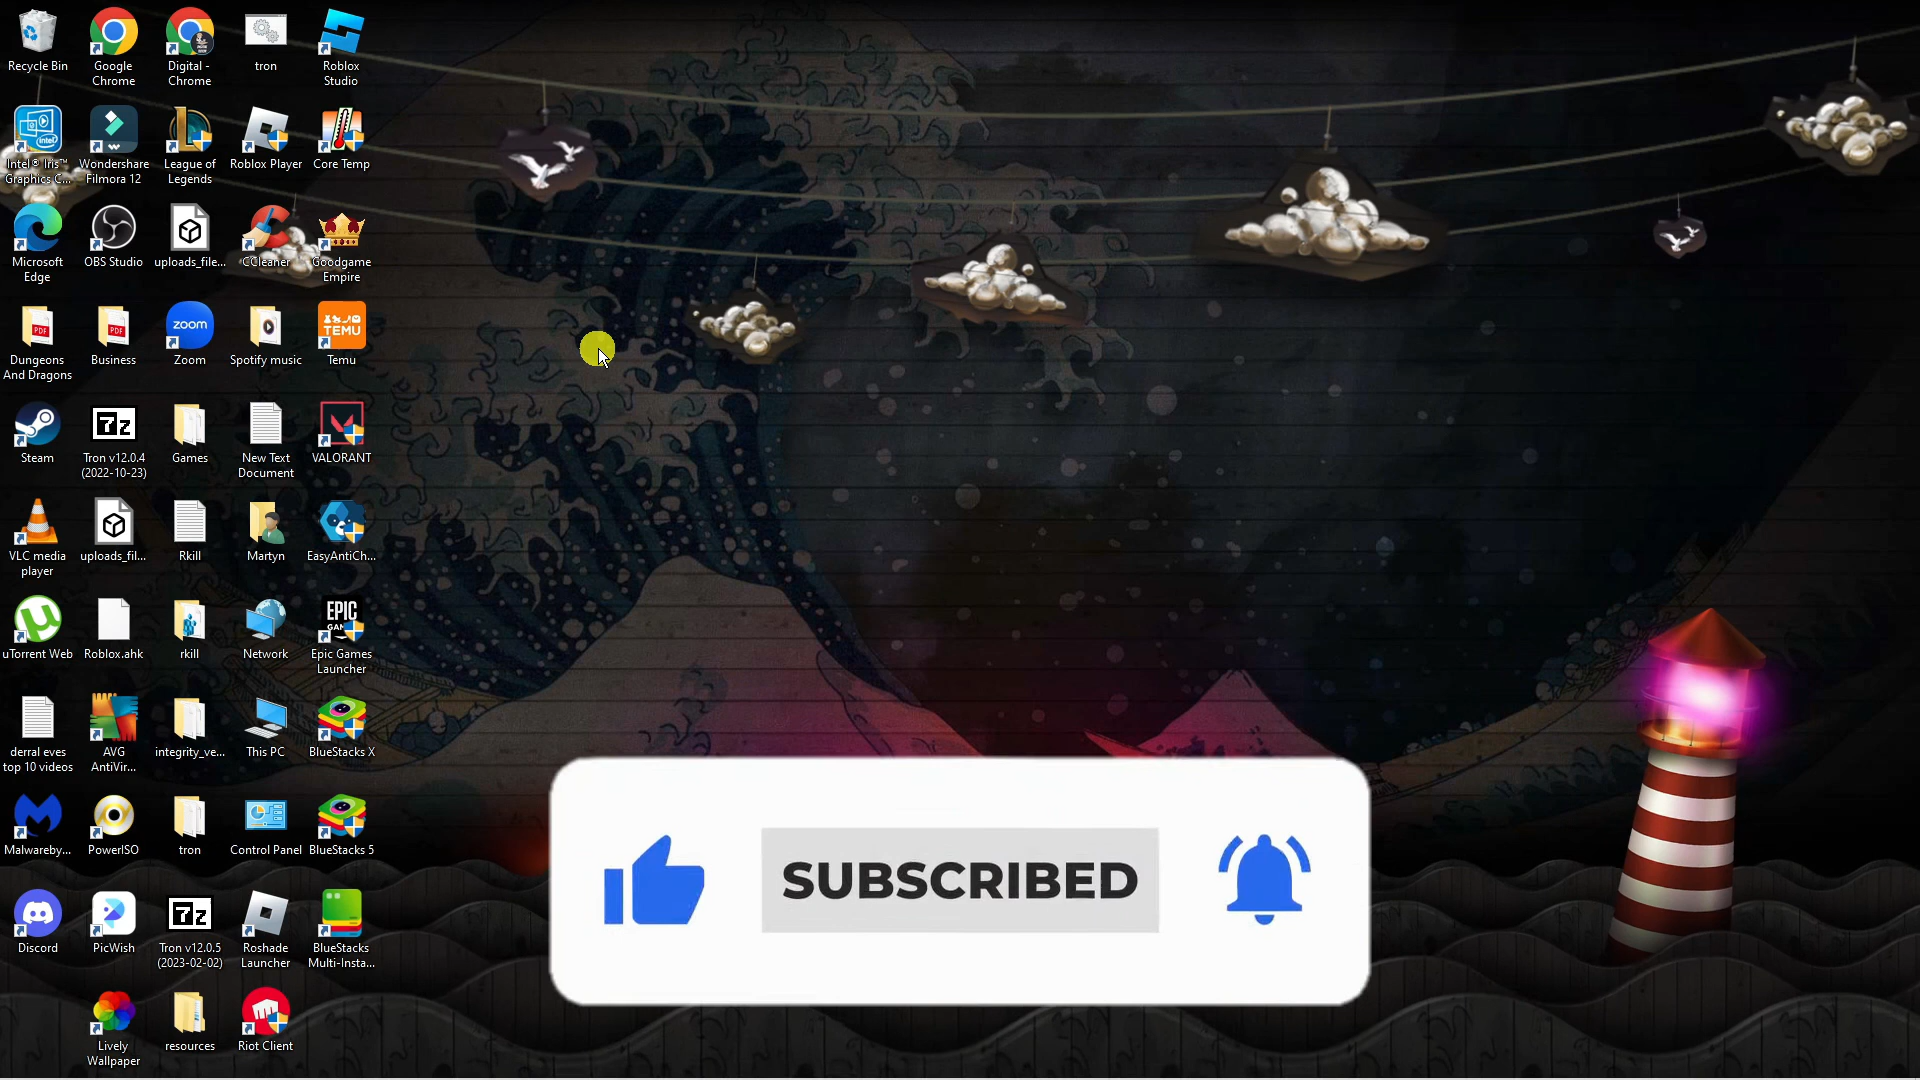 Recycle Bin
Google
Chrome
Digital -
Chrome
tron
Roblox
Studio
Intel® Iris™
Graphics C...
Wondershare
Filmora 12
League of
Legends
Roblox Player
Core Temp
Microsoft
Edge
OBS Studio
uploads_file...
CCleaner
Goodgame
Empire
PDF
PDF
zoom
TEMU
Dungeons
And Dragons
Business
Zoom
Spotify music
Temu
7z
Steam
Tron v12.0.4
(2022-10-23)
Games
New Text
Document
VALORANT
VLC media
player
uploads_fil...
Rkill
Martyn
EasyAntiCh...
EPIC
uTorrent Web
Roblox.ahk
rkill
Network
Epic Games
Launcher
derral eves
top 10 videos
AVG
AntiVir...
integrity_ve...
This PC
BlueStacks X
Malwareby...
PowerISO
tron
Control Panel
BlueStacks 5
7z
Discord
PicWish
Tron v12.0.5
(2023-02-02)
Roshade
Launcher
BlueStacks
Multi-Insta...
Lively
Wallpaper
resources
Riot Client
SUBSCRIBED